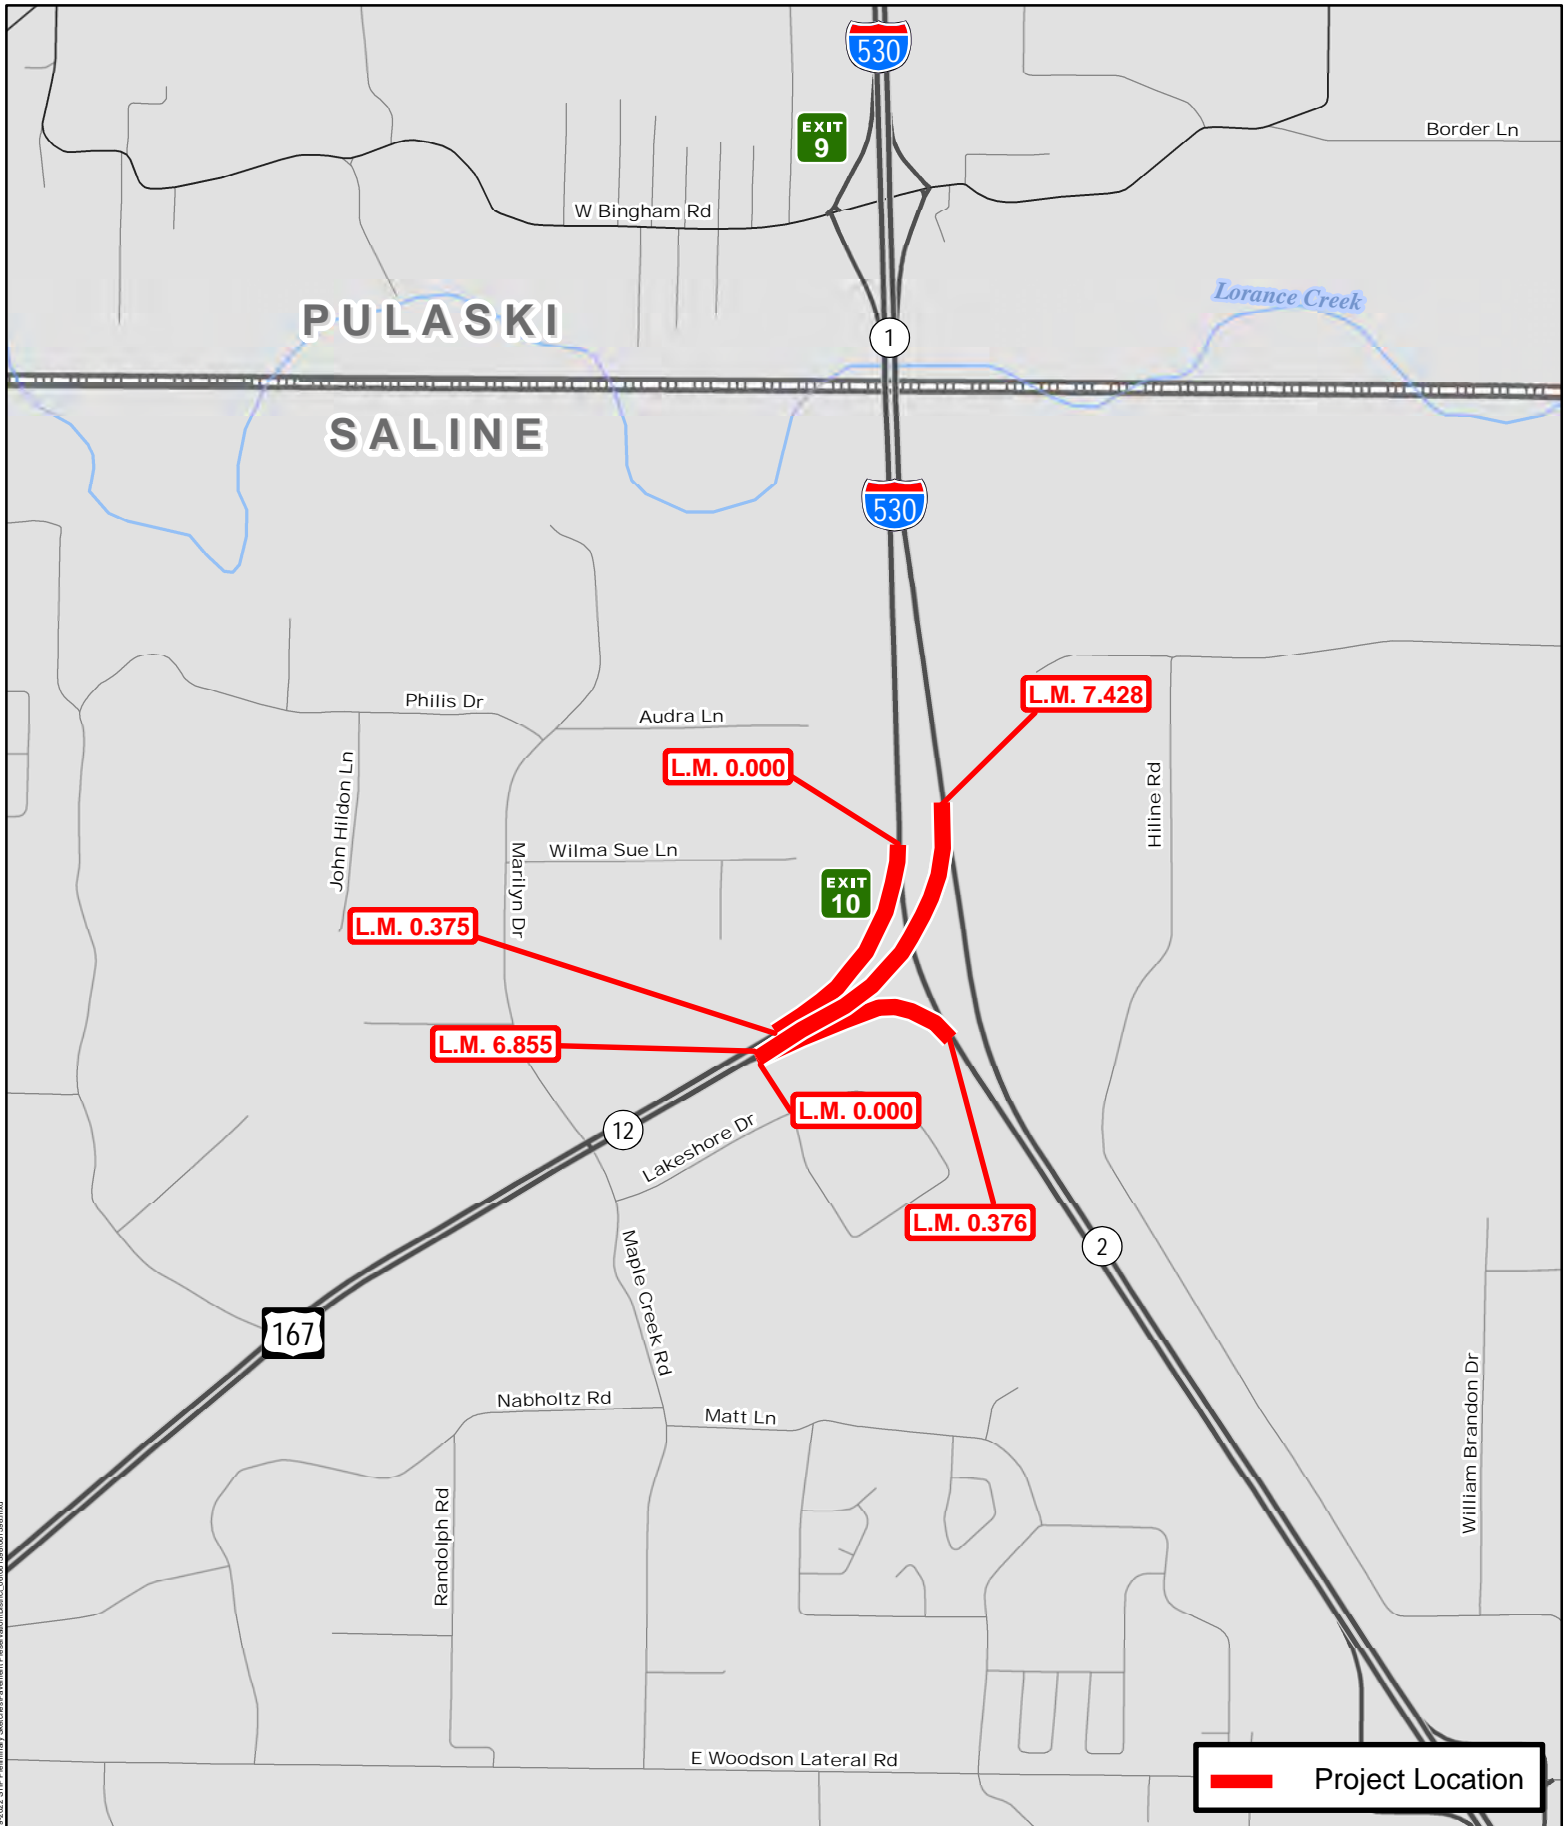 530
EXIT
9
Border Ln
W Bingham Rd
Lorance Creek
PULASKI
1
SALINE
530
L.M. 7.428
Philis Dr
Audra Ln
L.M. 0.000
John Hildon Ln
Hiline Rd
Marilyn Dr
Wilma Sue Ln
EXIT
10
L.M. 0.375
L.M. 6.855
L.M. 0.000
12
Lakeshore Dr
L.M. 0.376
2
Maple Creek Rd
167
Nabholtz Rd
Matt Ln
William Brandon Dr
Randolph Rd
E Woodson Lateral Rd
Project Location